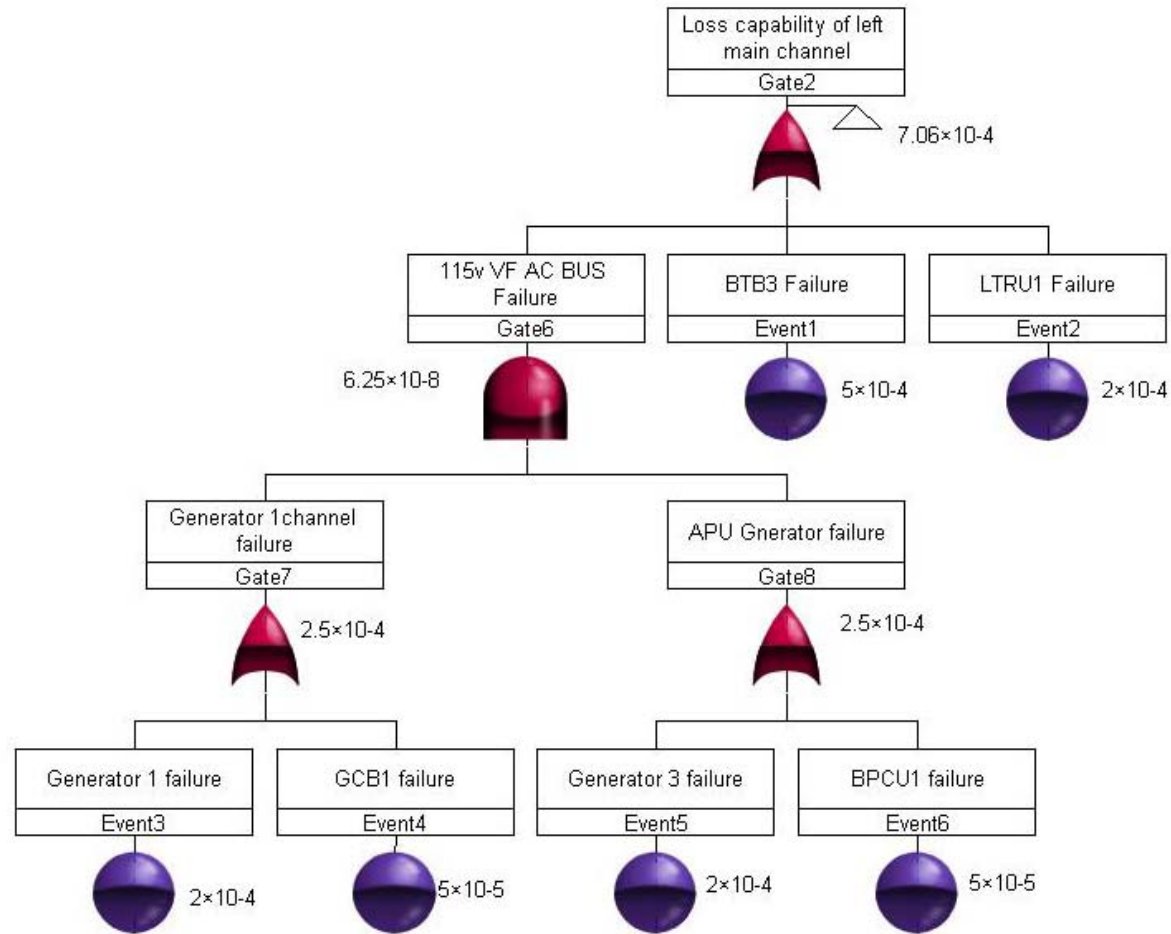 Loss capability of left
main channel
Gate2
7.06×10-4
115v VF AC BUS
Failure
Gate6
BTB3 Failure
Event1
LTRU1 Failure
Event2
6.25×10-8
5×10-4
2×10-4
Generator 1channel
failure
Gate7
APU Gnerator failure
Gate8
2.5×10-4
2.5×10-4
Generator 1 failure
Event3
GCB1 failure
Event4
Generator 3 failure
Event5
BPCU1 failure
Event6
2×10-4
5×10-5
2×10-4
5×10-5